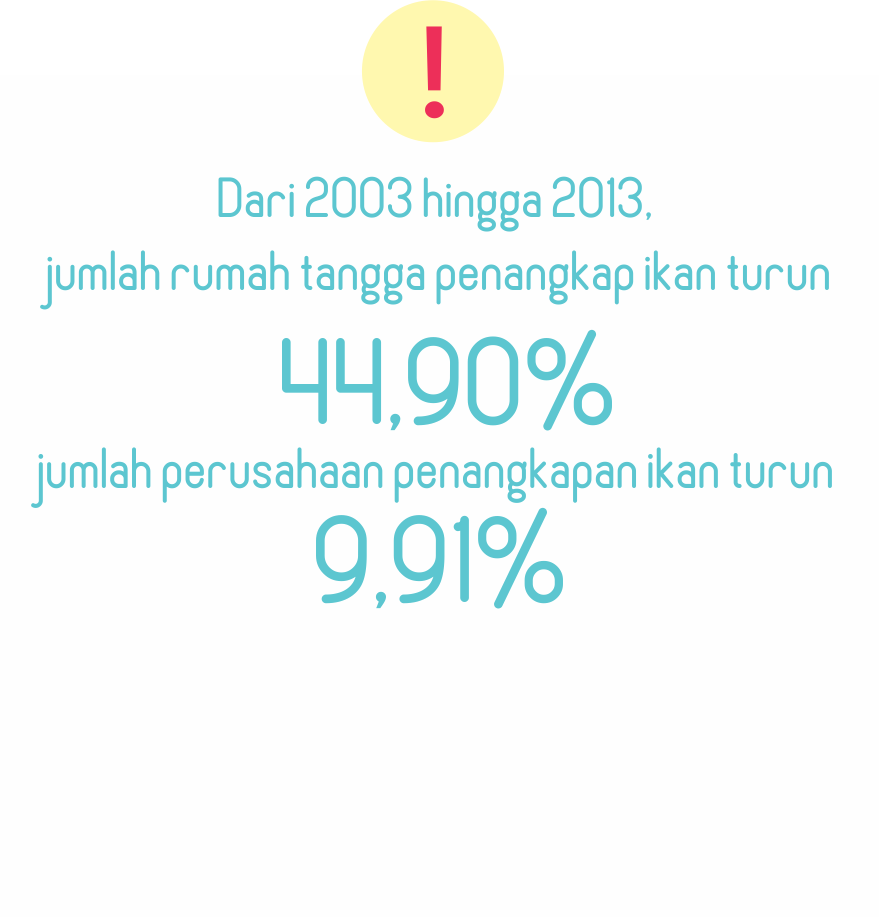 !
Dari 2003 hingga 2013,
jumlah rumah tangga penangkap ikan turun
44,90%
jumlah perusahaan penangkapan ikan turun
9,91%